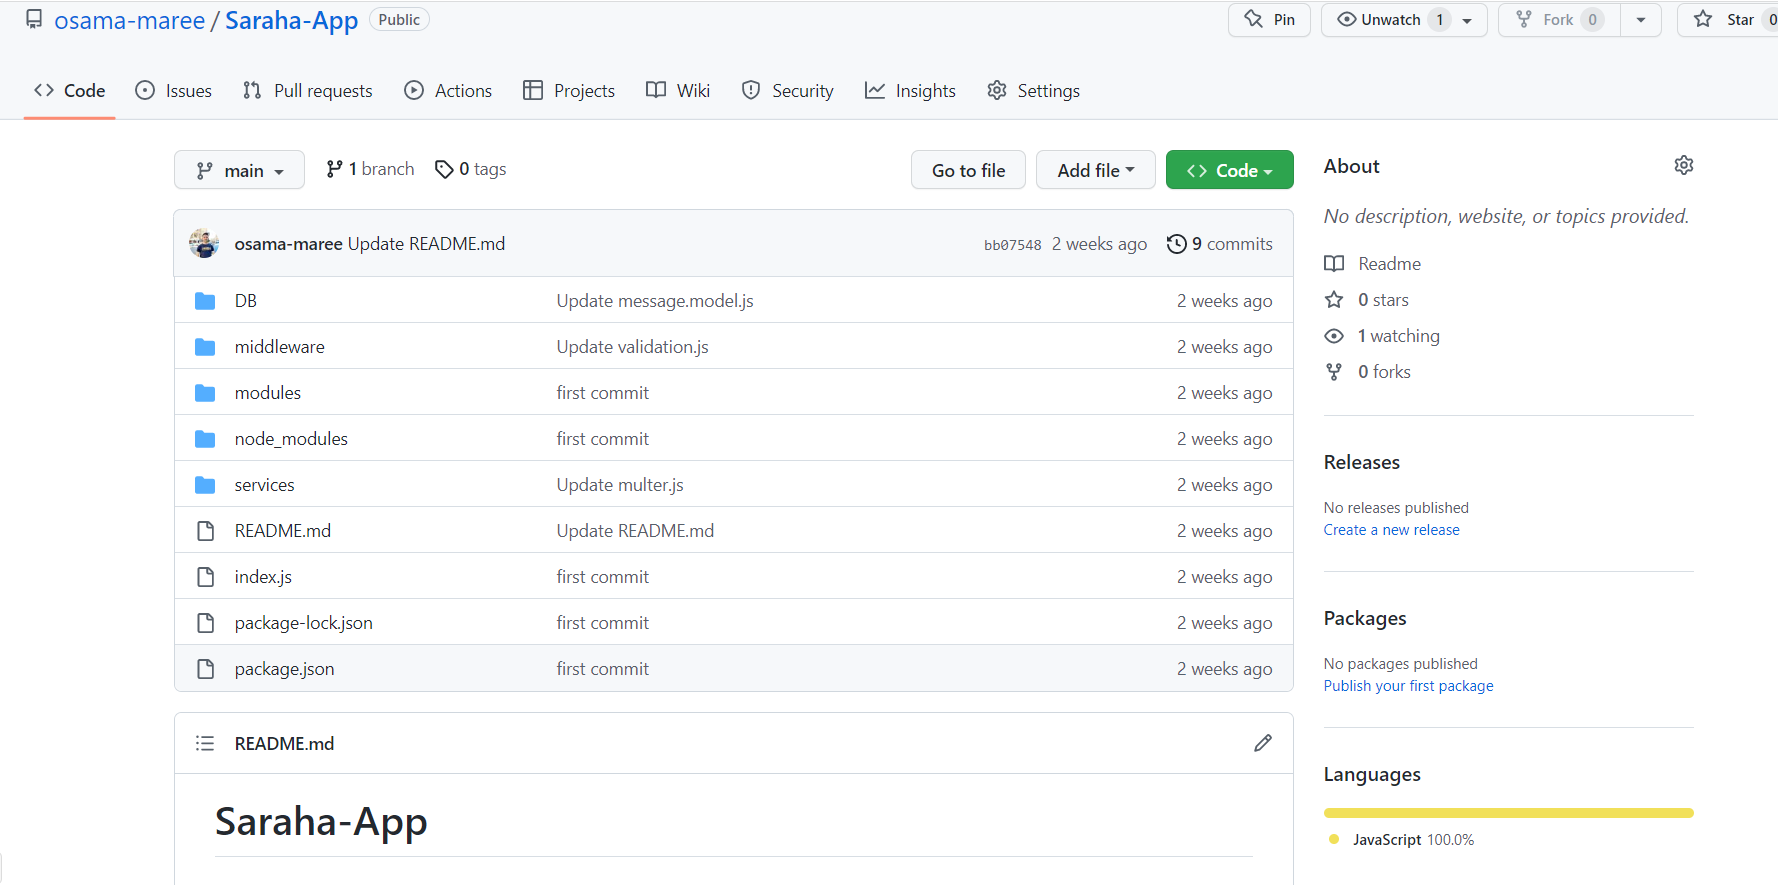 osama-maree / Saraha-App Public Pin Unwatch 1 Fork 0 Star 0
Code Issues Pull requests Actions Projects Wiki Security Insights Settings
main 1 branch 0 tags Go to file Add file Code
osama-maree Update README.md bb07548 2 weeks ago 9 commits
DB Update message.model.js 2 weeks ago
middleware Update validation.js 2 weeks ago
modules first commit 2 weeks ago
node_modules first commit 2 weeks ago
services Update multer.js 2 weeks ago
README.md Update README.md 2 weeks ago
index.js first commit 2 weeks ago
package-lock.json first commit 2 weeks ago
package.json first commit 2 weeks ago
README.md
Saraha-App
About
No description, website, or topics provided.
Readme
0 stars
1 watching
0 forks
Releases
No releases published
Create a new release
Packages
No packages published
Publish your first package
Languages
JavaScript 100.0%